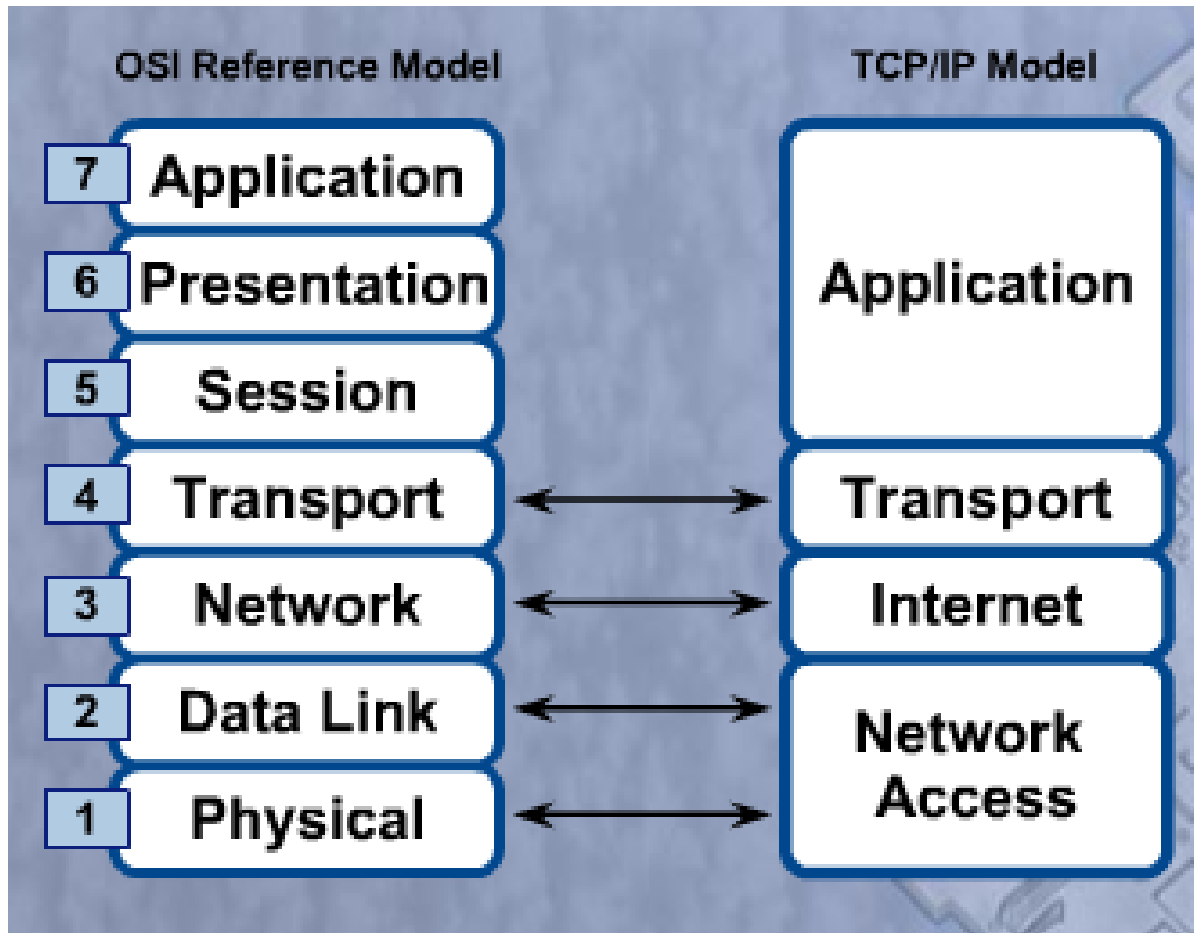 OSI Reference Model
7 Application
6 Presentation
5 Session
4 Transport
3 Network
2 Data Link
1 Physical
TCP/IP Model
Application
Transport
Internet
Network
Access